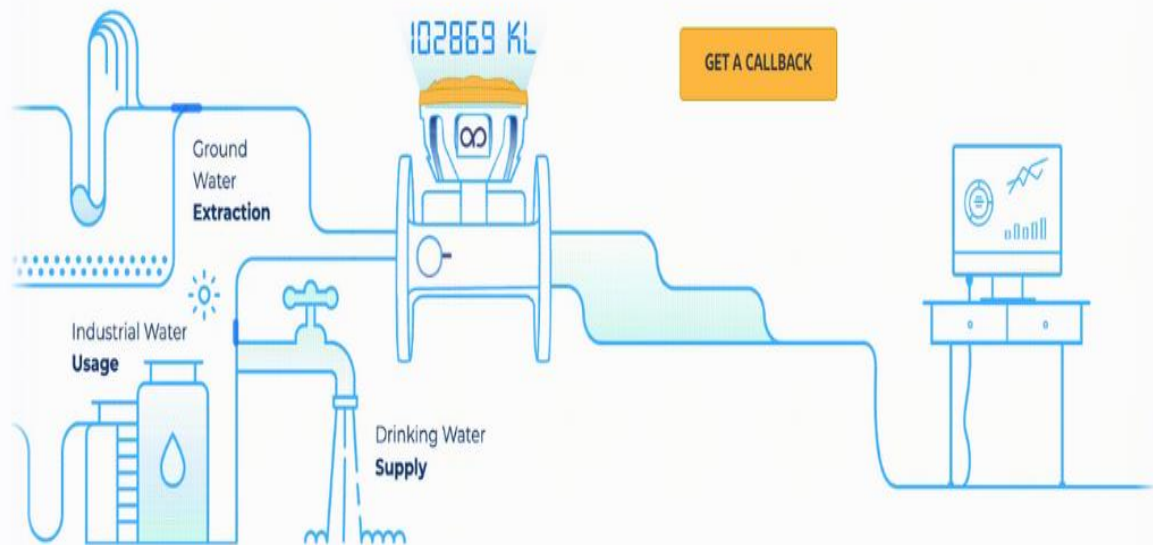 102869 KL
GET A CALLBACK
Ground
Water
Extraction
Industrial Water
Usage
Drinking Water
Supply